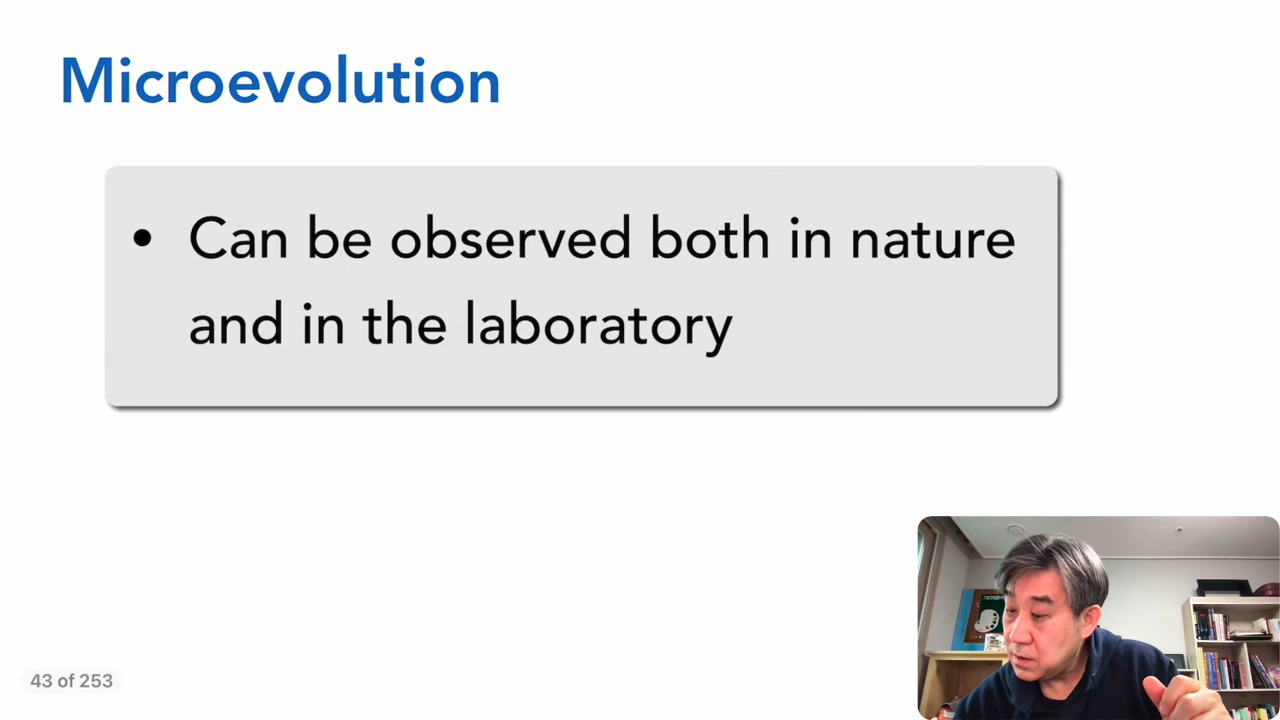 Microevolution
• Can be observed both in nature
and in the laboratory
43 of 253